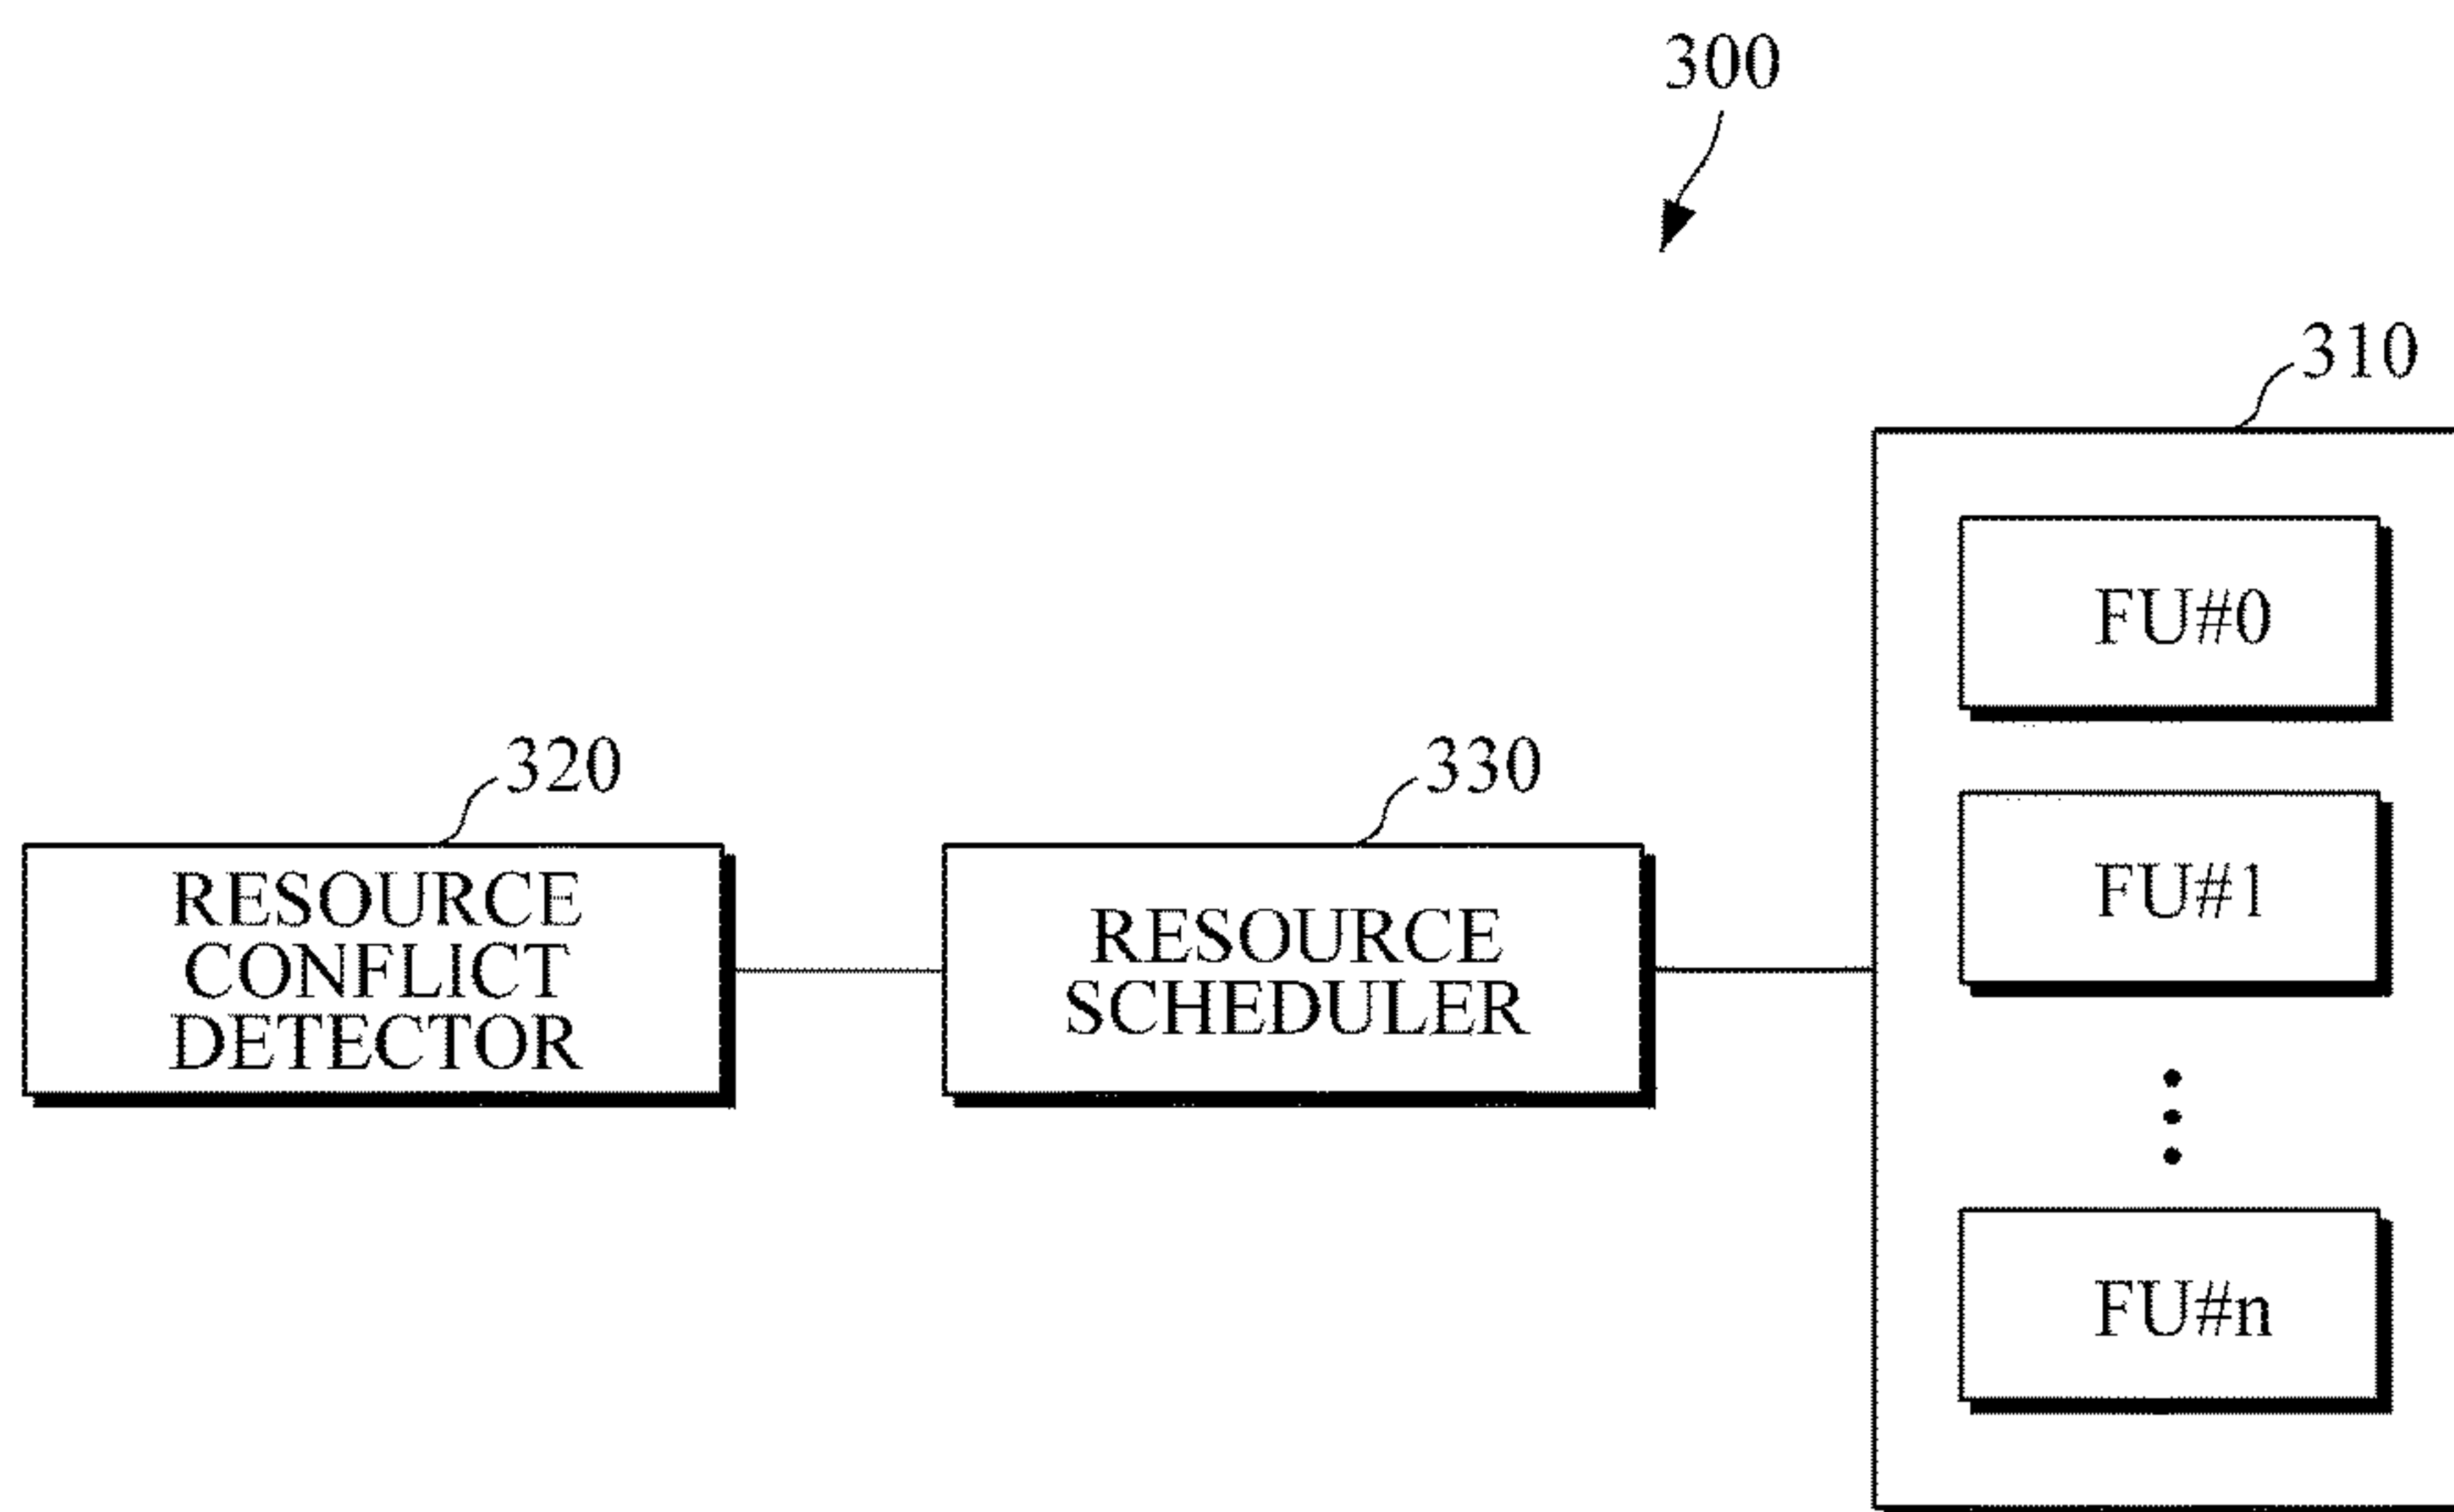 300
310
FU#0
320
330
FU#1
RESOURCE
CONFLICT
DETECTOR
RESOURCE
SCHEDULER
FU#n